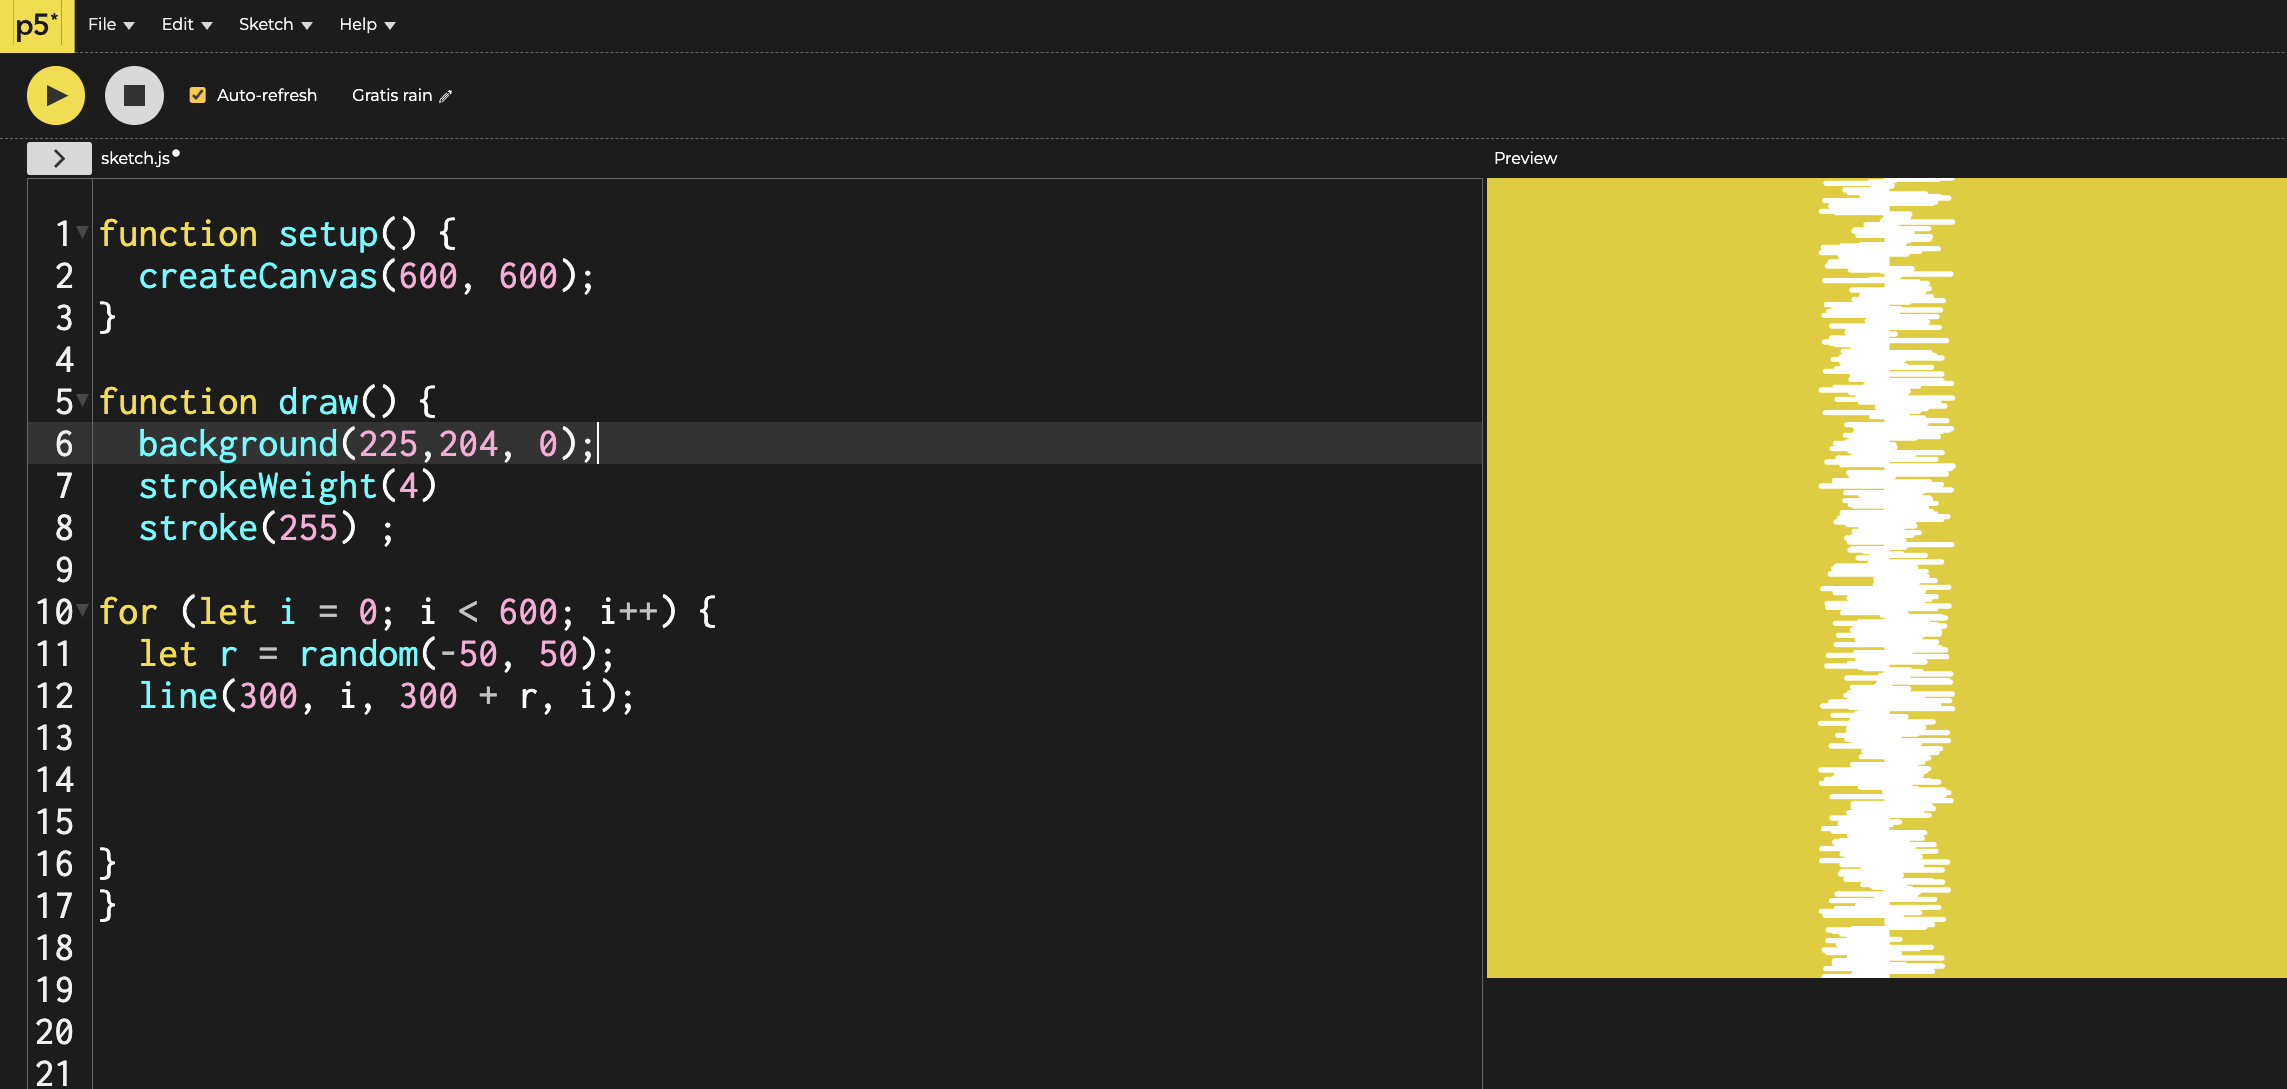 p5*
File Edit Sketch Help
Auto-refresh Gratis rain
sketch.js Preview
1 function setup() {
2 createCanvas(600, 600);
3 }
4
5 function draw() {
6 background(225,204, 0);
7 strokeWeight(4)
8 stroke(255) ;
9
10 for (let i = 0; i < 600; i++) {
11 let r = random(-50, 50);
12 line(300, i, 300 + r, i);
13
14
15
16 }
17 }
18
19
20
21